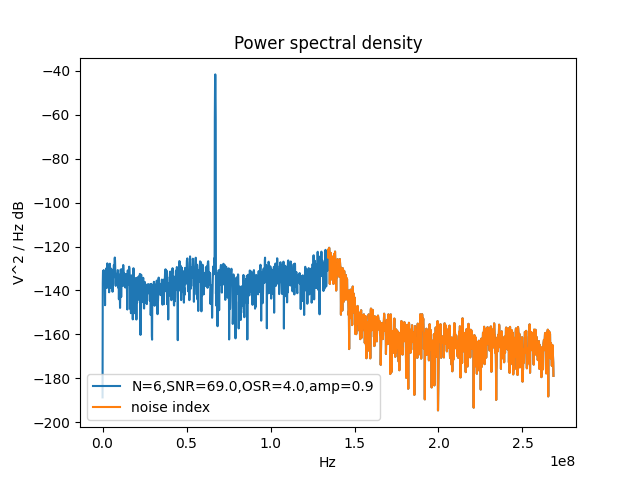 Power spectral density
V^2 / Hz dB
−40
−60
−80
−100
−120
−140
−160
−180
−200
N=6,SNR=69.0,OSR=4.0,amp=0.9
noise index
0.0 0.5 1.0 1.5 2.0 2.5
1e8
Hz